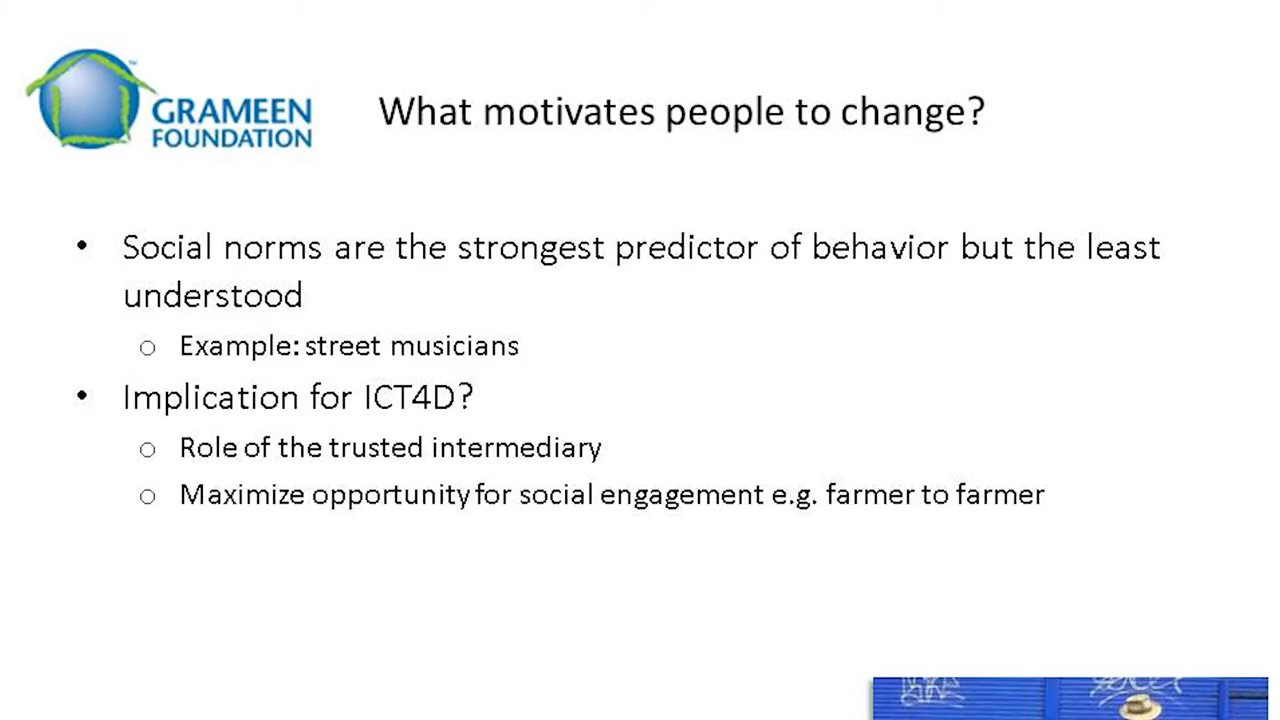 GRAMEEN
FOUNDATION
What motivates people to change?
• Social norms are the strongest predictor of behavior but the least
understood
o Example: street musicians
• Implication for ICT4D?
o Role of the trusted intermediary
o Maximize opportunity for social engagement e.g. farmer to farmer